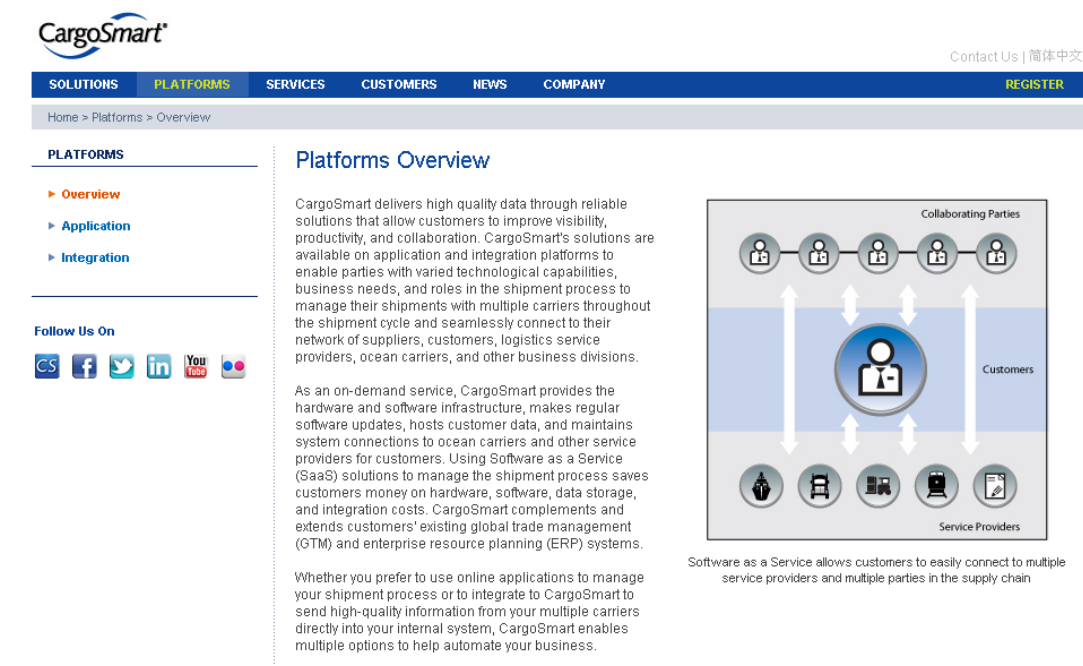 CargoSmart
Contact Us | 简体中文
SOLUTIONS PLATFORMS SERVICES CUSTOMERS NEWS COMPANY REGISTER
Home > Platforms > Overview
PLATFORMS
Overview
Application
Integration
Follow Us On
CS f in You Tube
Platforms Overview
CargoSmart delivers high quality data through reliable
solutions that allow customers to improve visibility,
productivity, and collaboration. CargoSmart's solutions are
available on application and integration platforms to
enable parties with varied technological capabilities,
business needs, and roles in the shipment process to
manage their shipments with multiple carriers throughout
the shipment cycle and seamlessly connect to their
network of suppliers, customers, logistics service
providers, ocean carriers, and other business divisions.
As an on-demand service, CargoSmart provides the
hardware and software infrastructure, makes regular
software updates, hosts customer data, and maintains
system connections to ocean carriers and other service
providers for customers. Using Software as a Service
(SaaS) solutions to manage the shipment process saves
customers money on hardware, software, data storage,
and integration costs. CargoSmart complements and
extends customers' existing global trade management
(GTM) and enterprise resource planning (ERP) systems.
Whether you prefer to use online applications to manage
your shipment process or to integrate to CargoSmart to
send high-quality information from your multiple carriers
directly into your internal system, CargoSmart enables
multiple options to help automate your business.
Collaborating Parties
Customers
Service Providers
Software as a Service allows customers to easily connect to multiple
service providers and multiple parties in the supply chain